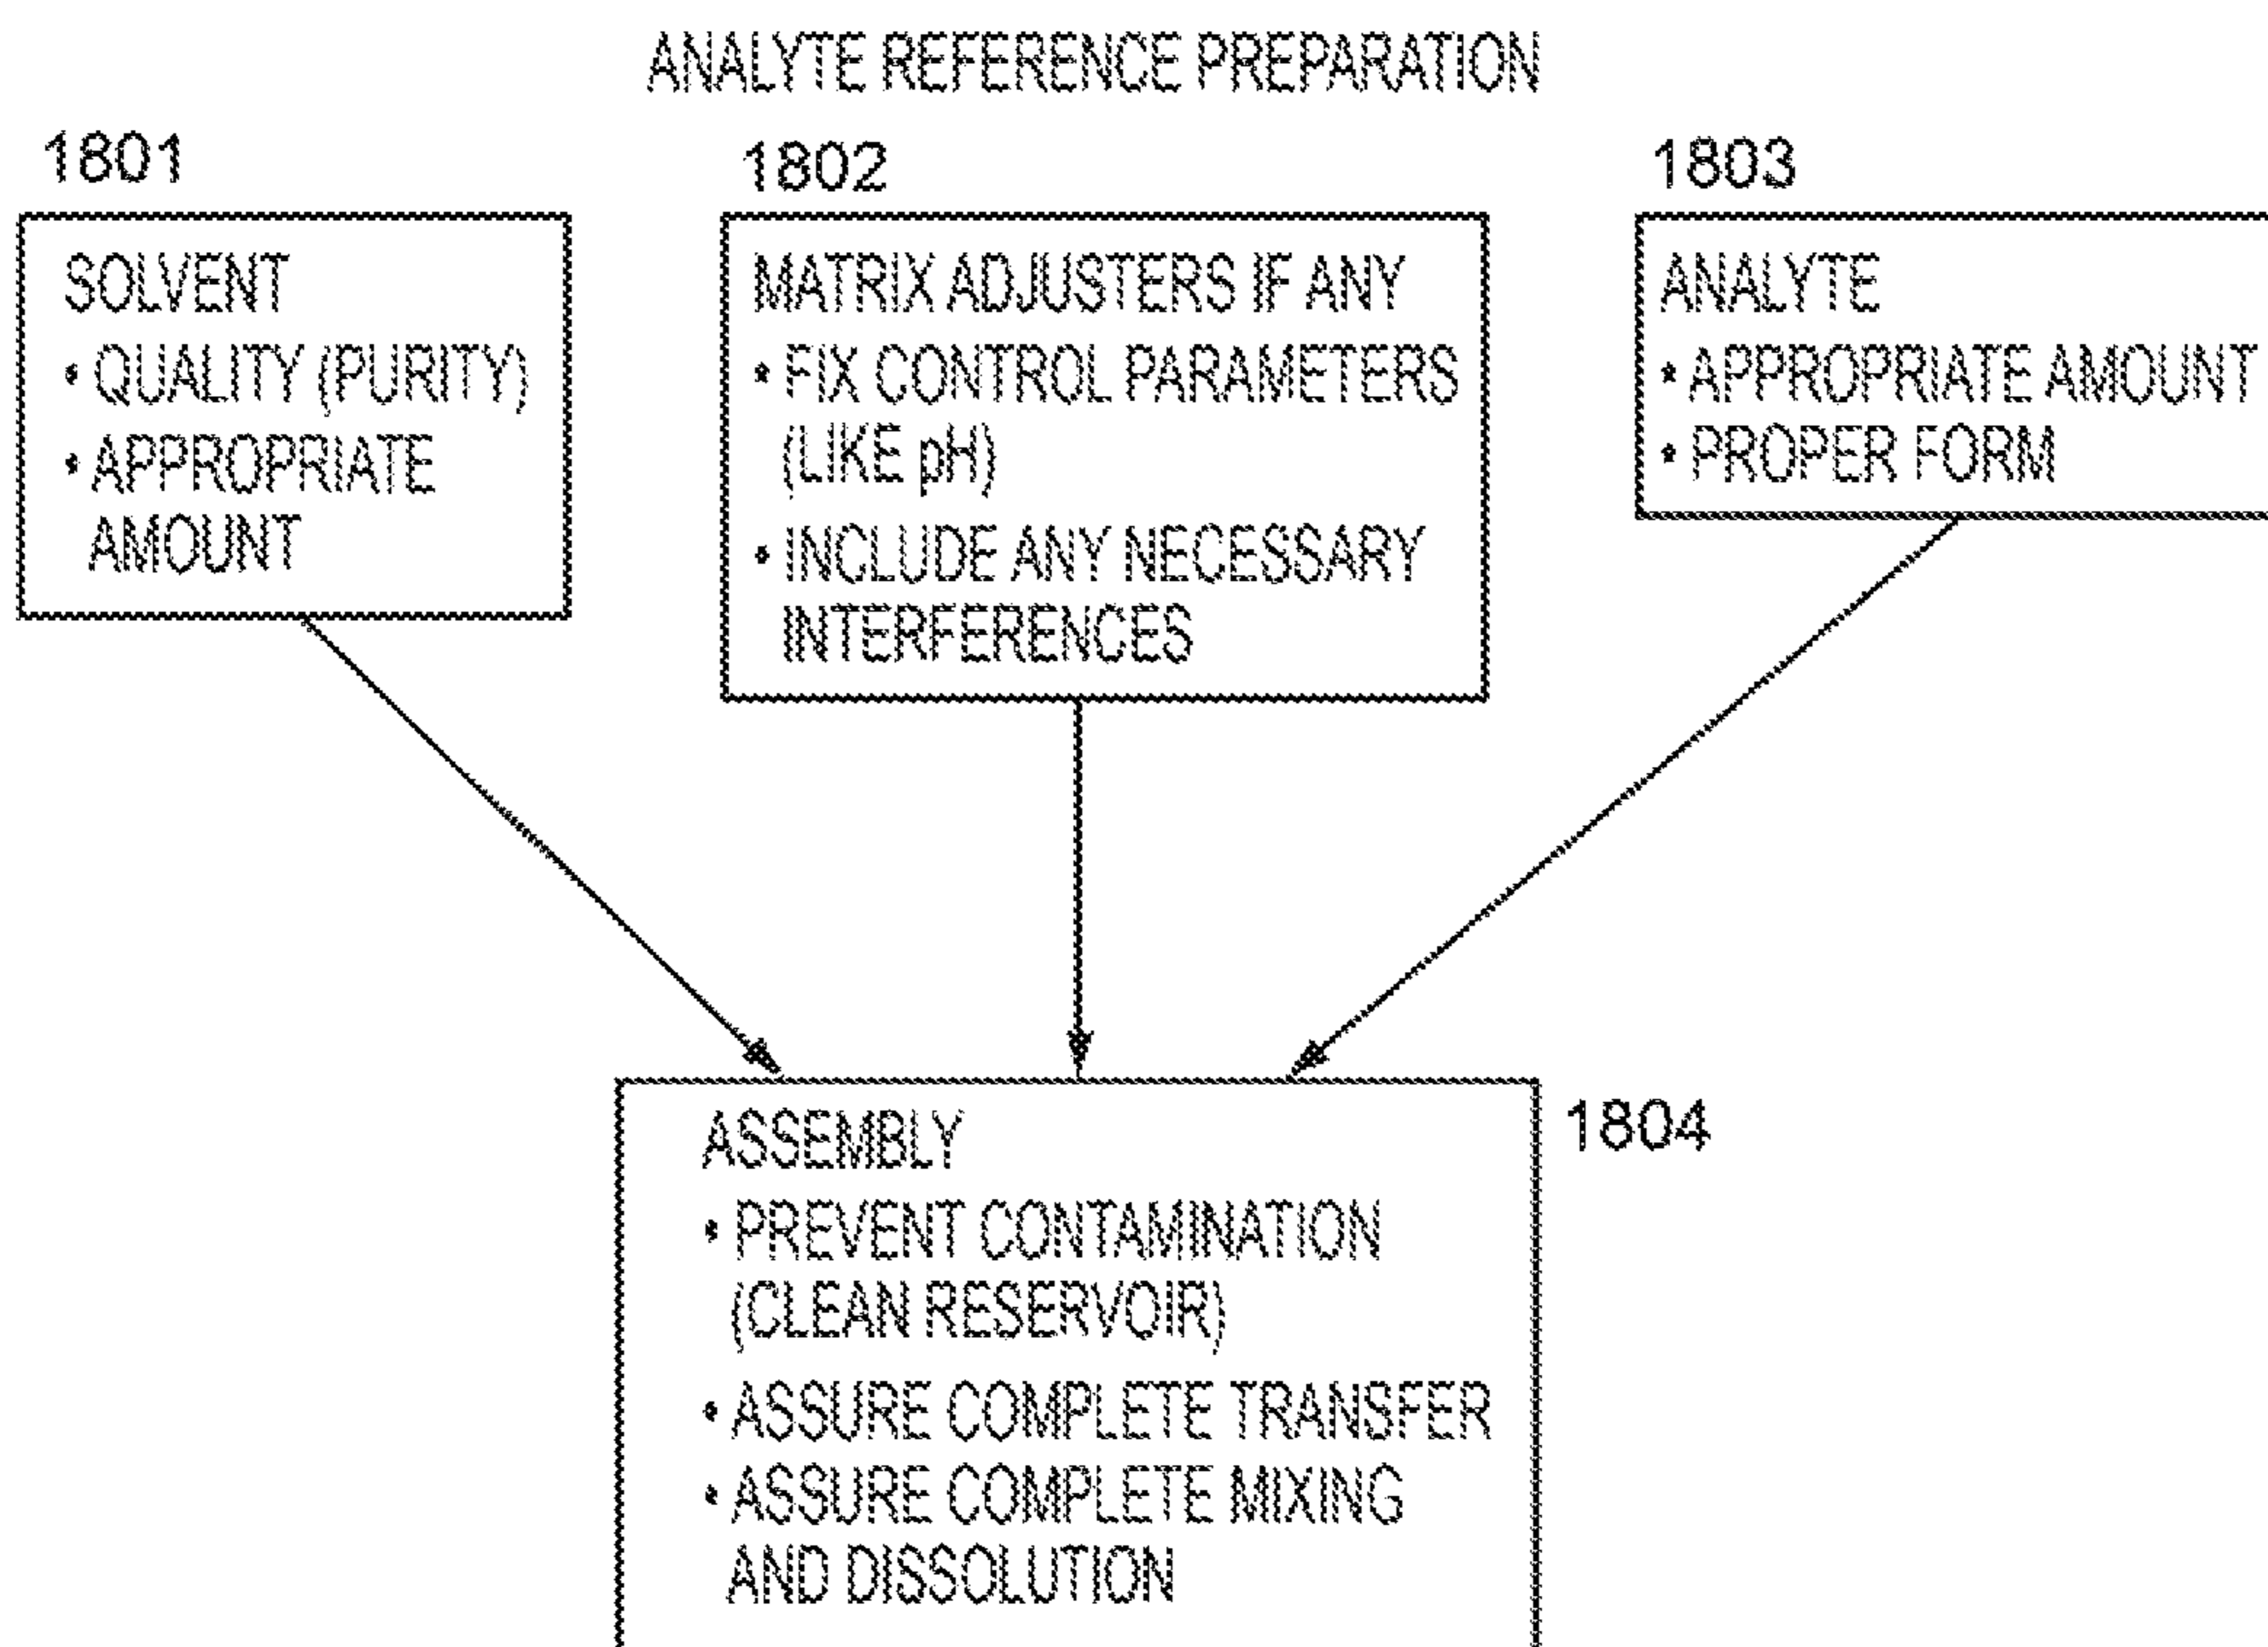 ANALYTE REFERENCE PREPARATION
1801
SOLVENT
• QUALITY (PURITY)
• APPROPRIATE
AMOUNT
1802
MATRIX ADJUSTERS IF ANY
• FIX CONTROL PARAMETERS
(LIKE pH)
• INCLUDE ANY NECESSARY
INTERFERENCES
1803
ANALYTE
• APPROPRIATE AMOUNT
• PROPER FORM
1804
ASSEMBLY
• PREVENT CONTAMINATION
(CLEAN RESERVOIR)
• ASSURE COMPLETE TRANSFER
• ASSURE COMPLETE MIXING
AND DISSOLUTION